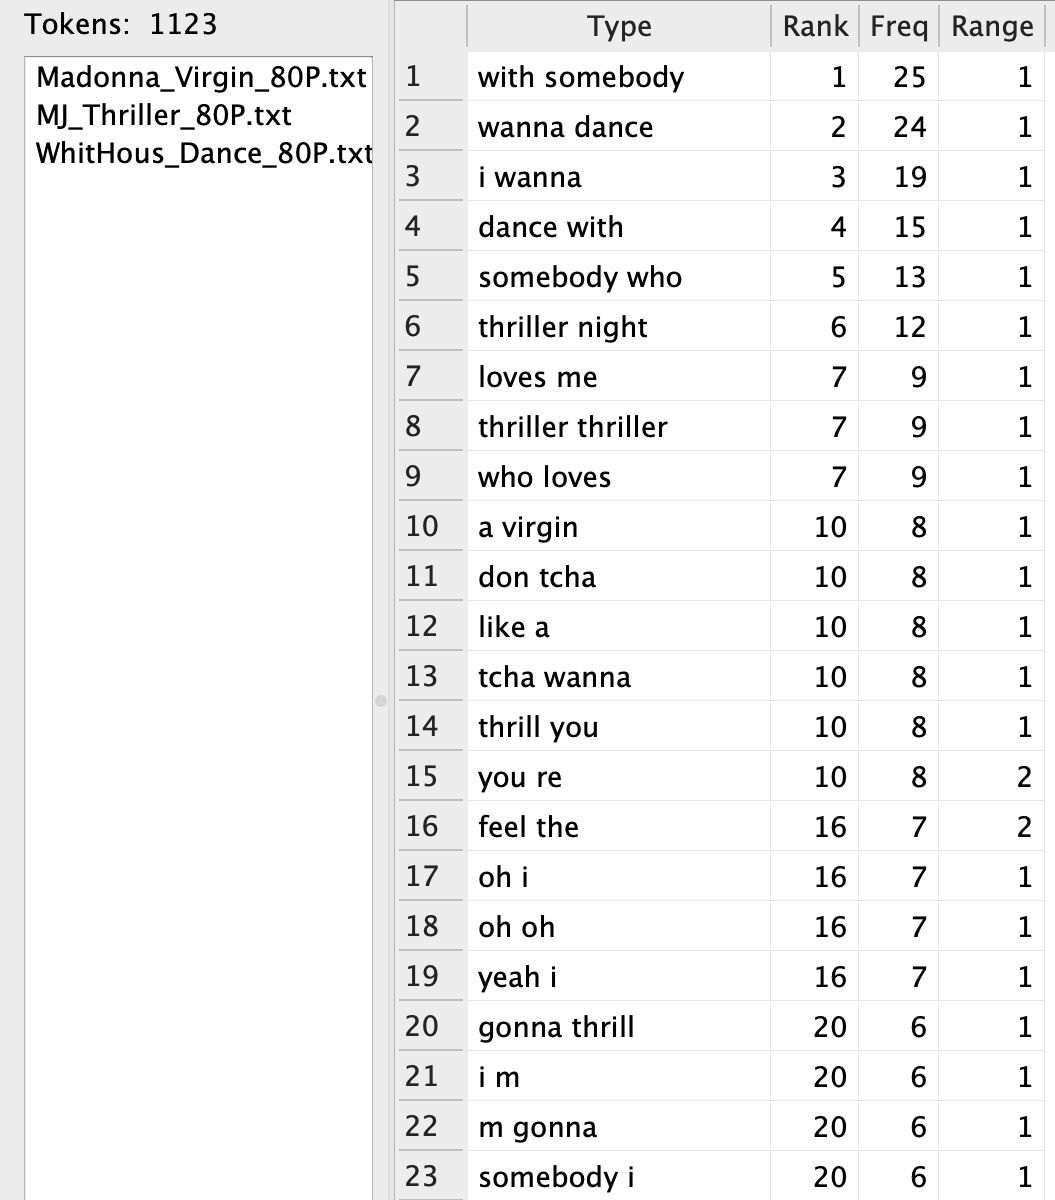 Tokens: 1123
Madonna_Virgin_80P.txt
MJ_Thriller_80P.txt
WhitHous_Dance_80P.txt
Type Rank Freq Range
1 with somebody 1 25 1
2 wanna dance 2 24 1
3 i wanna 3 19 1
4 dance with 4 15 1
5 somebody who 5 13 1
6 thriller night 6 12 1
7 loves me 7 9 1
8 thriller thriller 7 9 1
9 who loves 7 9 1
10 a virgin 10 8 1
11 don tcha 10 8 1
12 like a 10 8 1
13 tcha wanna 10 8 1
14 thrill you 10 8 1
15 you re 10 8 2
16 feel the 16 7 2
17 oh i 16 7 1
18 oh oh 16 7 1
19 yeah i 16 7 1
20 gonna thrill 20 6 1
21 i m 20 6 1
22 m gonna 20 6 1
23 somebody i 20 6 1